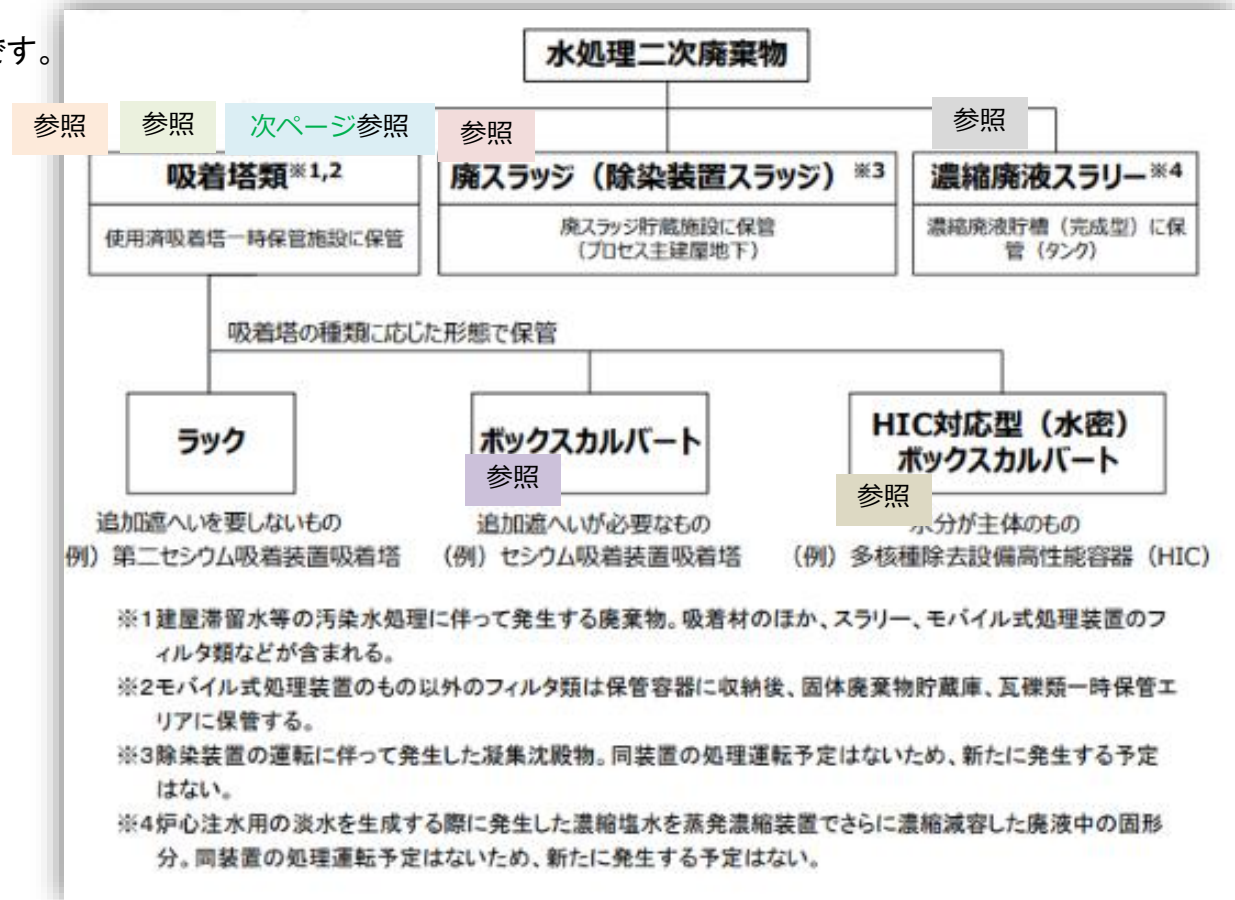 です。
水処理二次廃棄物
参照
参照
次ページ参照
参照
参照
吸着塔類※1,2
廃スラッジ（除染装置スラッジ）※3
濃縮廃液スラリー※4
使用済吸着塔一時保管施設に保管
廃スラッジ貯蔵施設に保管
（プロセス主建屋地下）
濃縮廃液貯槽（完成型）に保
管（タンク）
吸着塔の種類に応じた形態で保管
ラック
ボックスカルバート
参照
HIC対応型（水密）
ボックスカルバート
参照
追加遮へいを要しないもの
例）第二セシウム吸着装置吸着塔
追加遮へいが必要なもの
（例）セシウム吸着装置吸着塔
水分が主体のもの
（例）多核種除去設備高性能容器（HIC）
※1建屋滞留水等の汚染水処理に伴って発生する廃棄物。吸着材のほか、スラリー、モバイル式処理装置のフ
ィルタ類などが含まれる。
※2モバイル式処理装置のもの以外のフィルタ類は保管容器に収納後、固体廃棄物貯蔵庫、瓦礫類一時保管エ
リアに保管する。
※3除染装置の運転に伴って発生した凝集沈殿物。同装置の処理運転予定はないため、新たに発生する予定
はない。
※4炉心注水用の淡水を生成する際に発生した濃縮塩水を蒸発濃縮装置でさらに濃縮減容した廃液中の固形
分。同装置の処理運転予定はないため、新たに発生する予定はない。